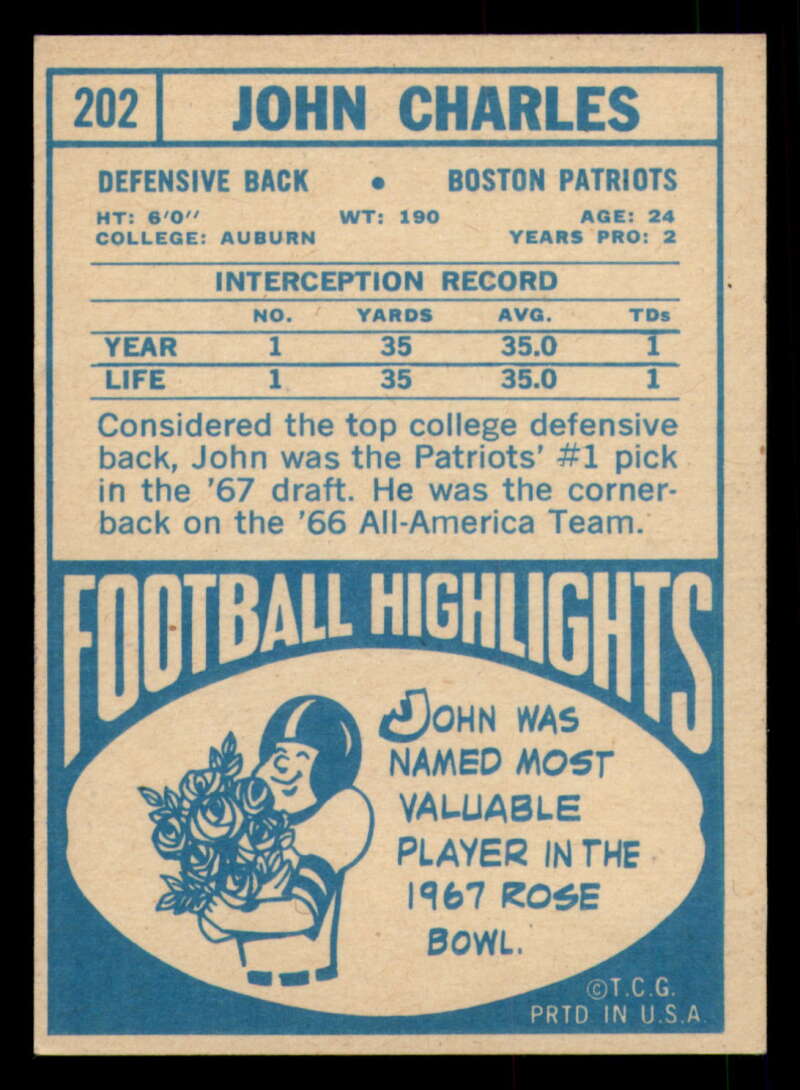 202 JOHN CHARLES
DEFENSIVE BACK • BOSTON PATRIOTS
HT: 6'0" WT: 190 AGE: 24
COLLEGE: AUBURN YEARS PRO: 2
INTERCEPTION RECORD
NO. YARDS AVG. TDs
YEAR 1 35 35.0 1
LIFE 1 35 35.0 1
Considered the top college defensive
back, John was the Patriots' #1 pick
in the '67 draft. He was the corner-
back on the '66 All-America Team.
FOOTBALL HIGHLIGHTS
JOHN WAS
NAMED MOST
VALUABLE
PLAYER IN THE
1967 ROSE
BOWL.
©T.C.G.
PRTD. IN U.S.A.